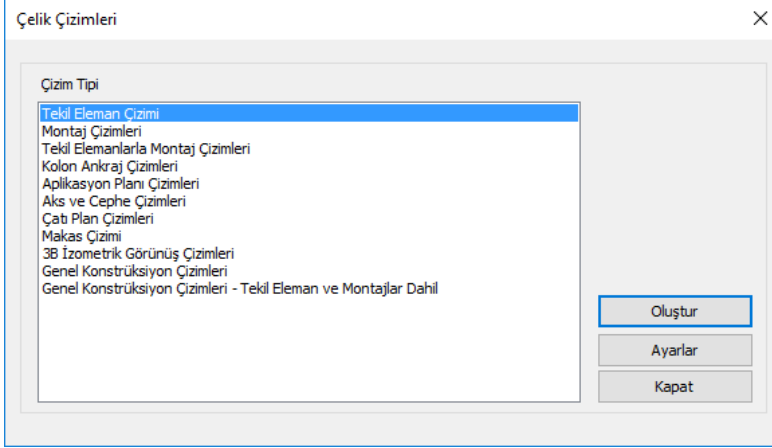 Çelik Çizimleri
Çizim Tipi
Tekil Eleman Çizimi
Montaj Çizimleri
Tekil Elemanlarla Montaj Çizimleri
Kolon Ankraj Çizimleri
Aplikasyon Planı Çizimleri
Aks ve Cephe Çizimleri
Çatı Plan Çizimleri
Makas Çizimi
3B İzometrik Görünüş Çizimleri
Genel Konstrüksiyon Çizimleri
Genel Konstrüksiyon Çizimleri - Tekil Eleman ve Montajlar Dahil
Oluştur
Ayarlar
Kapat